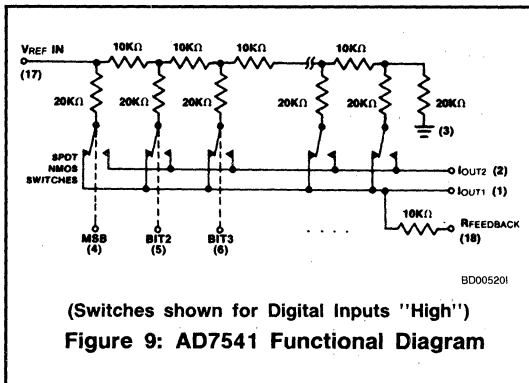 VREF IN
(17)
10KΩ 10KΩ 10KΩ 10KΩ
20KΩ 20KΩ 20KΩ 20KΩ 20KΩ 20KΩ
(3)
SPDT
NMOS
SWITCHES
IOUT2 (2)
IOUT1 (1)
10KΩ
RFEEDBACK
(18)
MSB
(4)
BIT2
(5)
BIT3
(6)
. . . .
BD00520I
(Switches shown for Digital Inputs "High")
Figure 9: AD7541 Functional Diagram